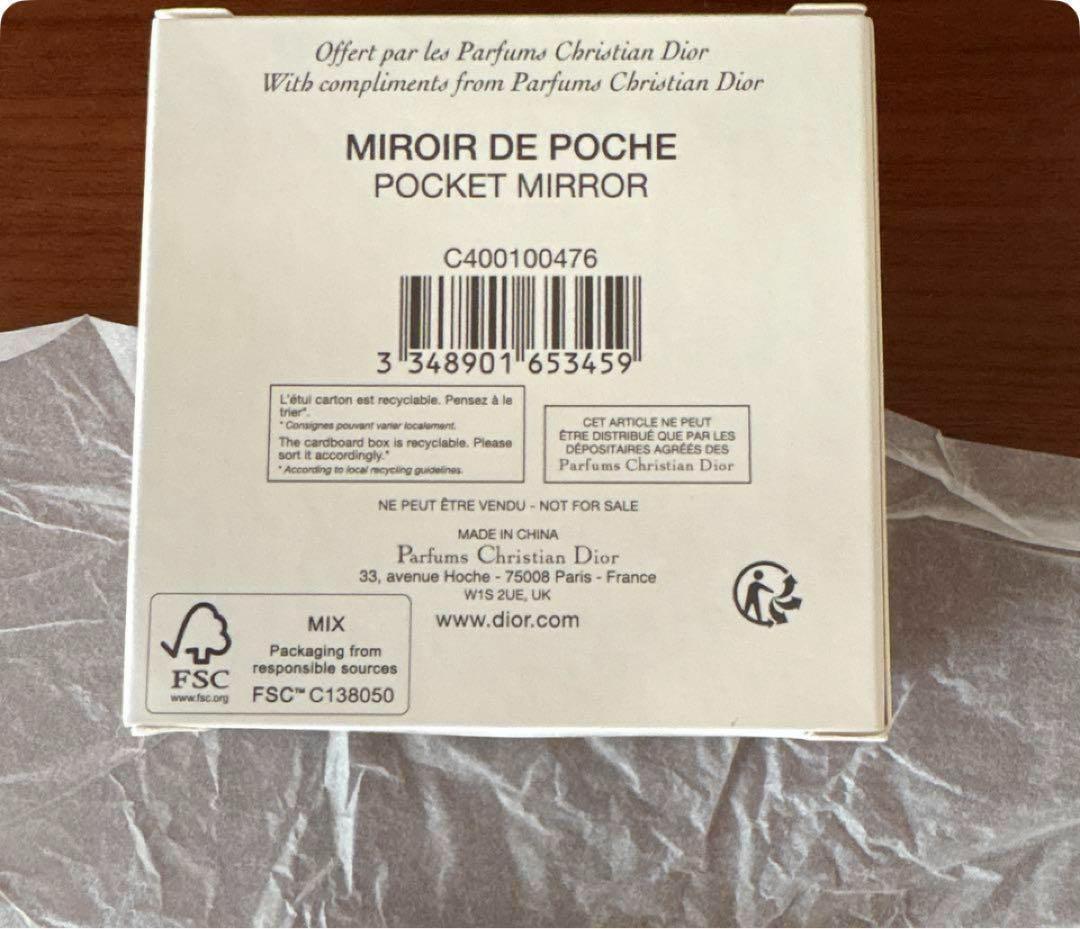 Offert par les Parfums Christian Dior
With compliments from Parfums Christian Dior
MIROIR DE POCHE
POCKET MIRROR
C400100476
3 348901 653459
L'étui carton est recyclable. Pensez à le
trier*.
* Consignes pouvant varier localement.
The cardboard box is recyclable. Please
sort it accordingly.*
* According to local recycling guidelines.
CET ARTICLE NE PEUT
ÊTRE DISTRIBUÉ QUE PAR LES
DÉPOSITAIRES AGRÉÉS DES
Parfums Christian Dior
NE PEUT ÊTRE VENDU - NOT FOR SALE
MADE IN CHINA
Parfums Christian Dior
33, avenue Hoche - 75008 Paris - France
W1S 2UE, UK
www.dior.com
FSC
www.fsc.org
MIX
Packaging from
responsible sources
FSC™ C138050